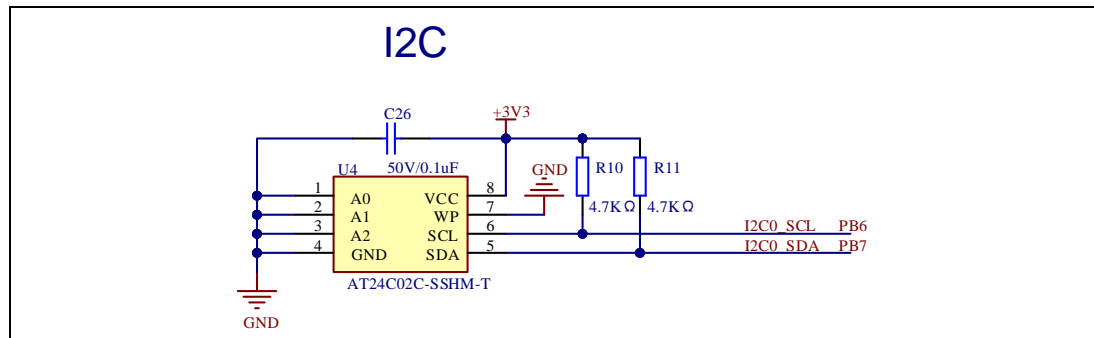 I2C
C26
+3V3
U4
50V/0.1uF
GND
R10
R11
1
A0
VCC
8
2
A1
WP
7
4.7KΩ
4.7KΩ
3
A2
SCL
6
I2C0_SCL
PB6
4
GND
SDA
5
I2C0_SDA
PB7
AT24C02C-SSHM-T
GND